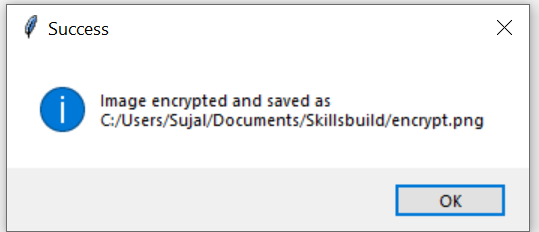 Success
Image encrypted and saved as
C:/Users/Sujal/Documents/Skillsbuild/encrypt.png
OK